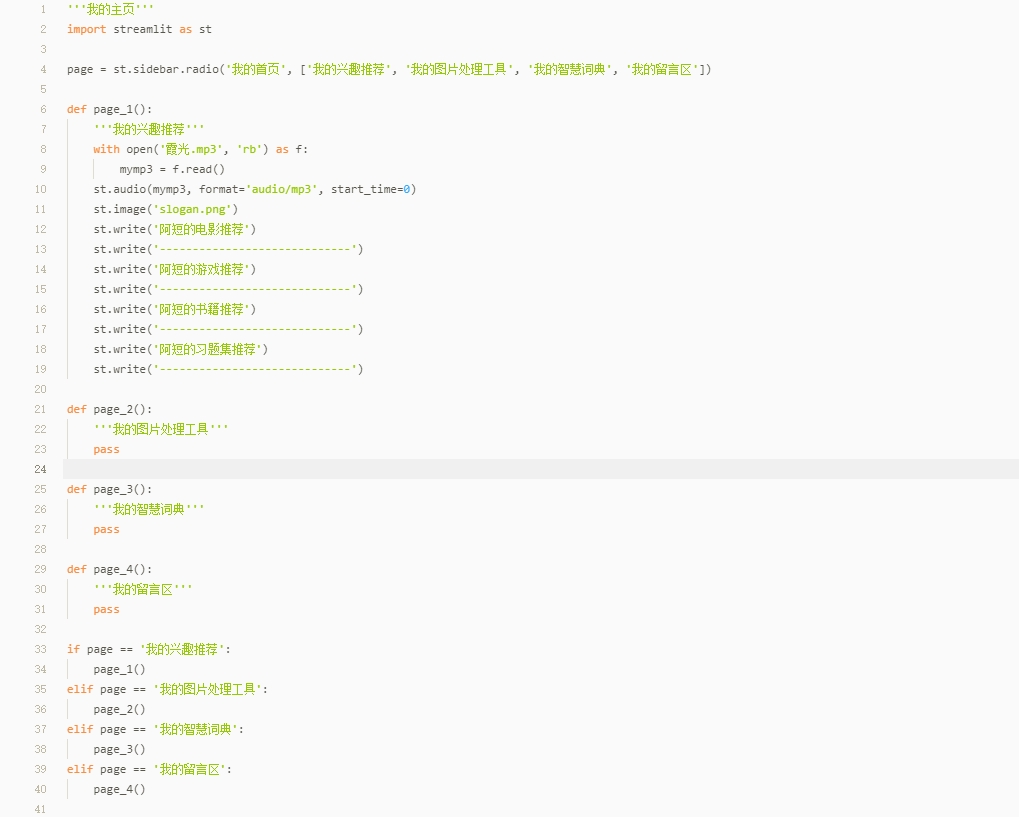 1 '''我的主页'''
2 import streamlit as st
3
4 page = st.sidebar.radio('我的首页', ['我的兴趣推荐', '我的图片处理工具', '我的智慧词典', '我的留言区'])
5
6 def page_1():
7     '''我的兴趣推荐'''
8     with open('霞光.mp3', 'rb') as f:
9         mymp3 = f.read()
10     st.audio(mymp3, format='audio/mp3', start_time=0)
11     st.image('slogan.png')
12     st.write('阿短的电影推荐')
13     st.write('-----------------------------')
14     st.write('阿短的游戏推荐')
15     st.write('-----------------------------')
16     st.write('阿短的书籍推荐')
17     st.write('-----------------------------')
18     st.write('阿短的习题集推荐')
19     st.write('-----------------------------')
20
21 def page_2():
22     '''我的图片处理工具'''
23     pass
24
25 def page_3():
26     '''我的智慧词典'''
27     pass
28
29 def page_4():
30     '''我的留言区'''
31     pass
32
33 if page == '我的兴趣推荐':
34     page_1()
35 elif page == '我的图片处理工具':
36     page_2()
37 elif page == '我的智慧词典':
38     page_3()
39 elif page == '我的留言区':
40     page_4()
41